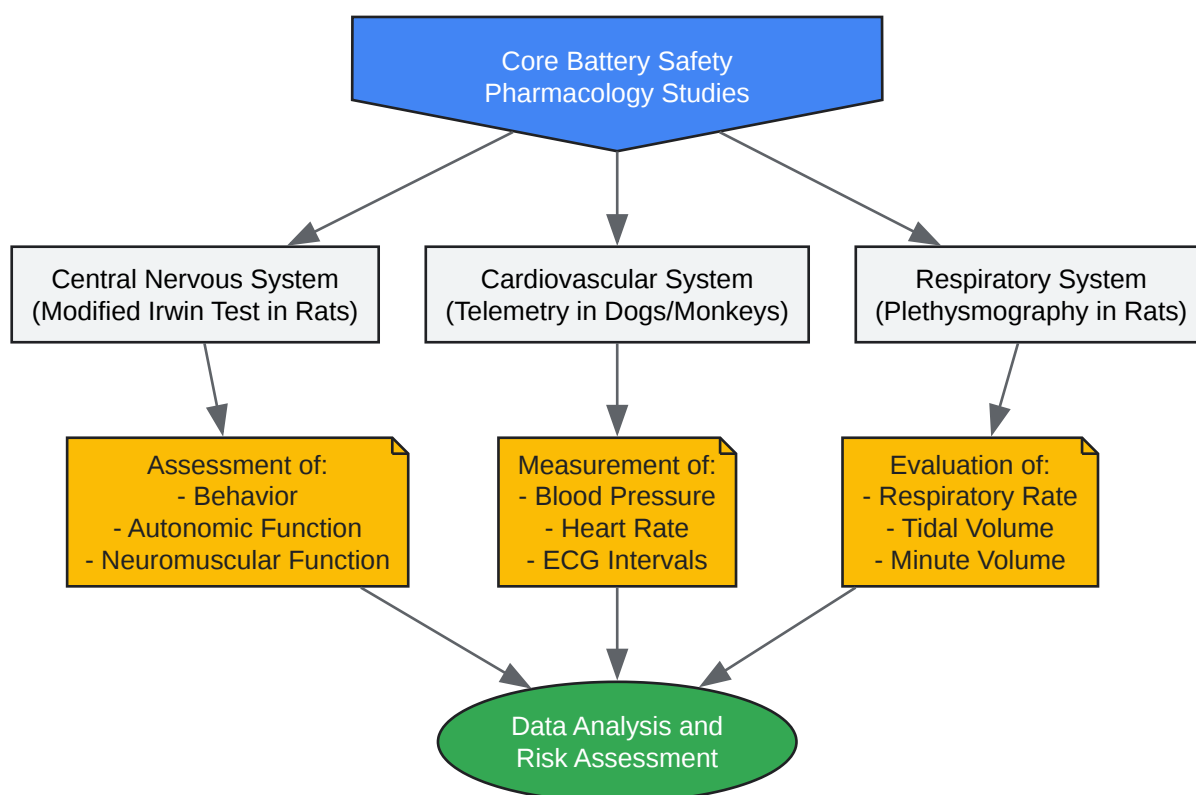 Core Battery Safety
Pharmacology Studies
Central Nervous System
(Modified Irwin Test in Rats)
Cardiovascular System
(Telemetry in Dogs/Monkeys)
Respiratory System
(Plethysmography in Rats)
Assessment of:
- Behavior
- Autonomic Function
- Neuromuscular Function
Measurement of:
- Blood Pressure
- Heart Rate
- ECG Intervals
Evaluation of:
- Respiratory Rate
- Tidal Volume
- Minute Volume
Data Analysis and
Risk Assessment